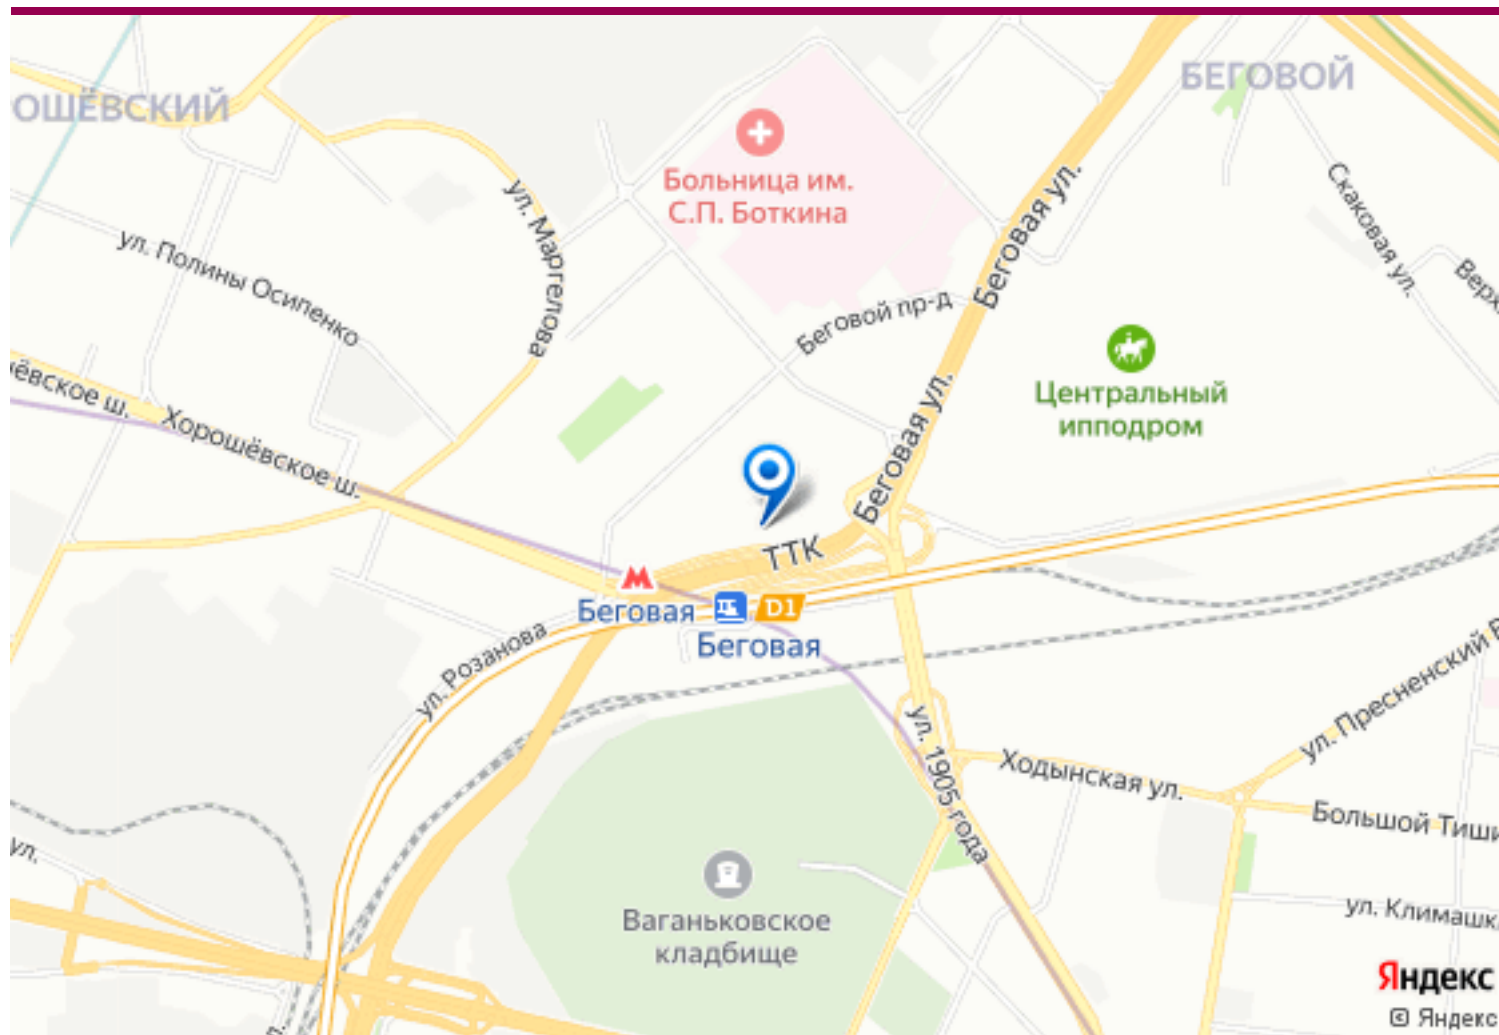 БЕГОВОЙ
ОШЁВСКИЙ
Больница им.
С.П. Боткина
ул. Маргелова
Беговая ул.
Скаковая ул.
ул. Полины Осипенко
Верх
Беговой пр-д
ёвское ш.
Хорошёвское ш.
Беговая ул.
Центральный
ипподром
ТТК
М
Беговая
D1
Беговая
ул. Розанова
ул. 1905 года
Ходынская ул.
ул. Пресненский В
Большой Тиши
ул.
ул. Климашк
Ваганьковское
кладбище
Яндекс
© Яндекс